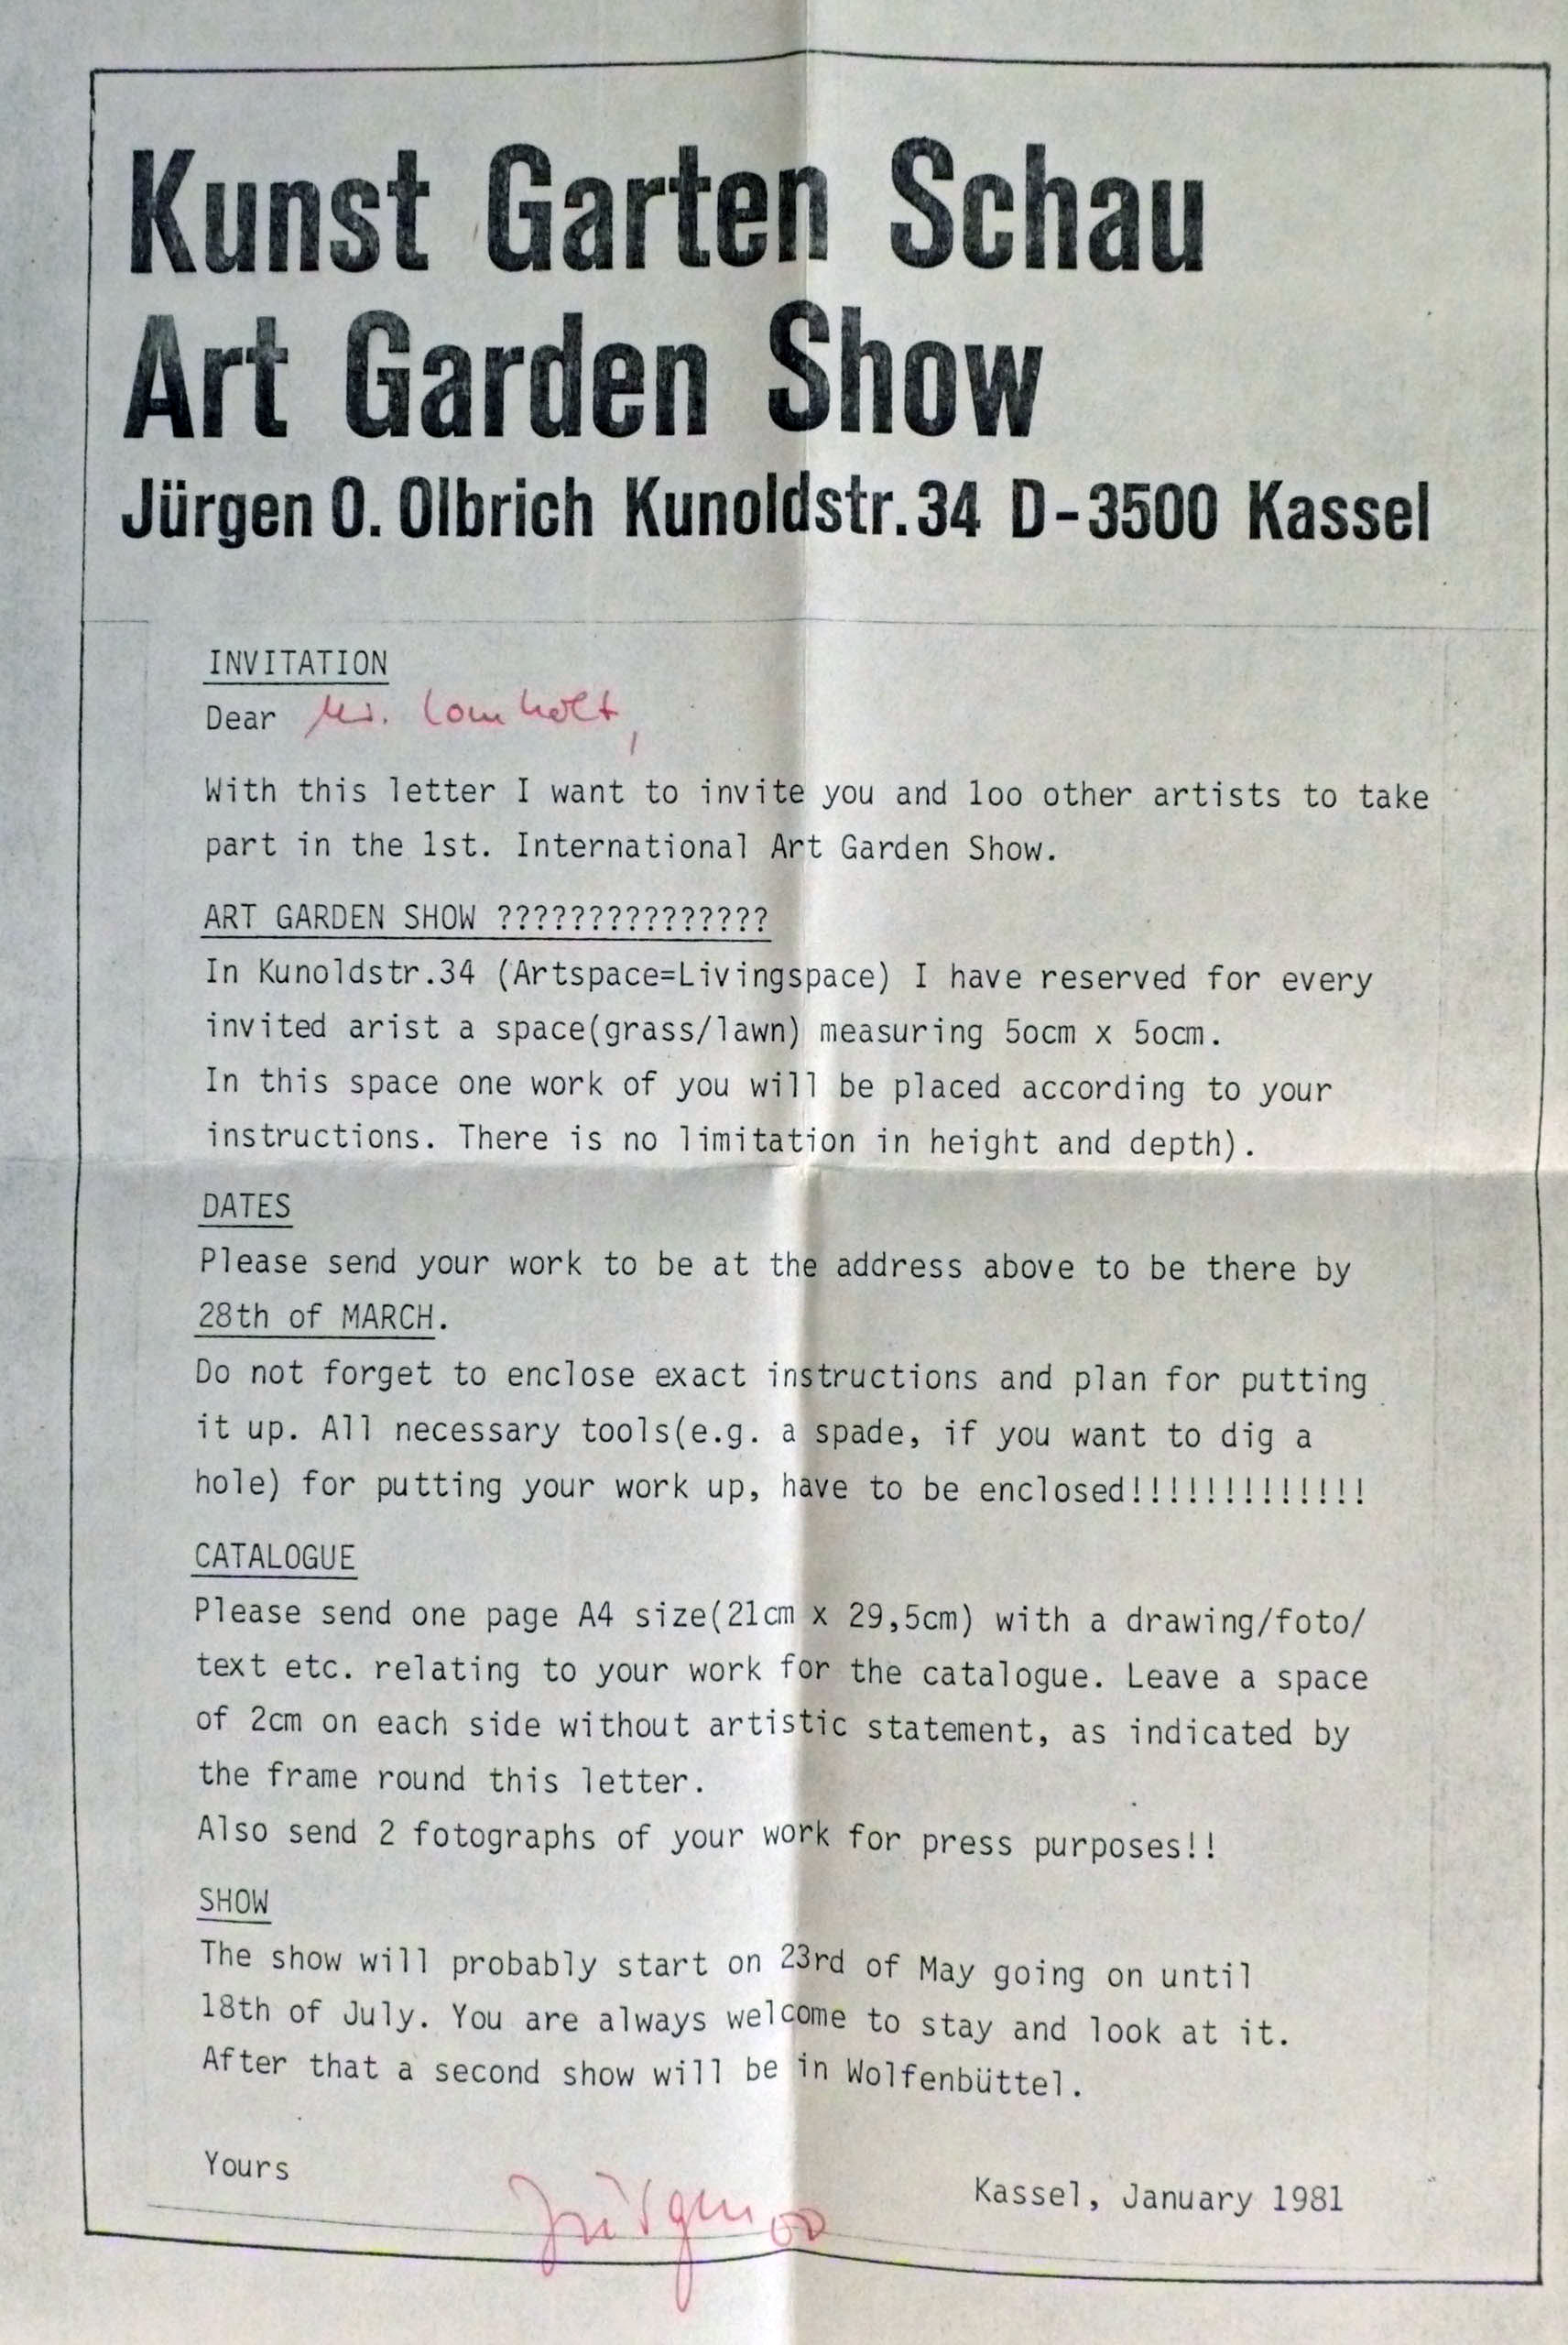 Kunst Garten Schau
Art Garden Show
Jürgen O. Olbrich Kunoldstr.34 D-3500 Kassel
INVITATION
Dear Mr. Lomholt,
With this letter I want to invite you and 1oo other artists to take
part in the 1st. International Art Garden Show.
ART GARDEN SHOW ???????????????
In Kunoldstr.34 (Artspace=Livingspace) I have reserved for every
invited arist a space(grass/lawn) measuring 5ocm x 5ocm.
In this space one work of you will be placed according to your
instructions. There is no limitation in height and depth).
DATES
Please send your work to be at the address above to be there by
28th of MARCH.
Do not forget to enclose exact instructions and plan for putting
it up. All necessary tools(e.g. a spade, if you want to dig a
hole) for putting your work up, have to be enclosed!!!!!!!!!!!!!
CATALOGUE
Please send one page A4 size(21cm x 29,5cm) with a drawing/foto/
text etc. relating to your work for the catalogue. Leave a space
of 2cm on each side without artistic statement, as indicated by
the frame round this letter.
Also send 2 fotographs of your work for press purposes!!
SHOW
The show will probably start on 23rd of May going on until
18th of July. You are always welcome to stay and look at it.
After that a second show will be in Wolfenbüttel.
Yours
Jürgen
Kassel, January 1981